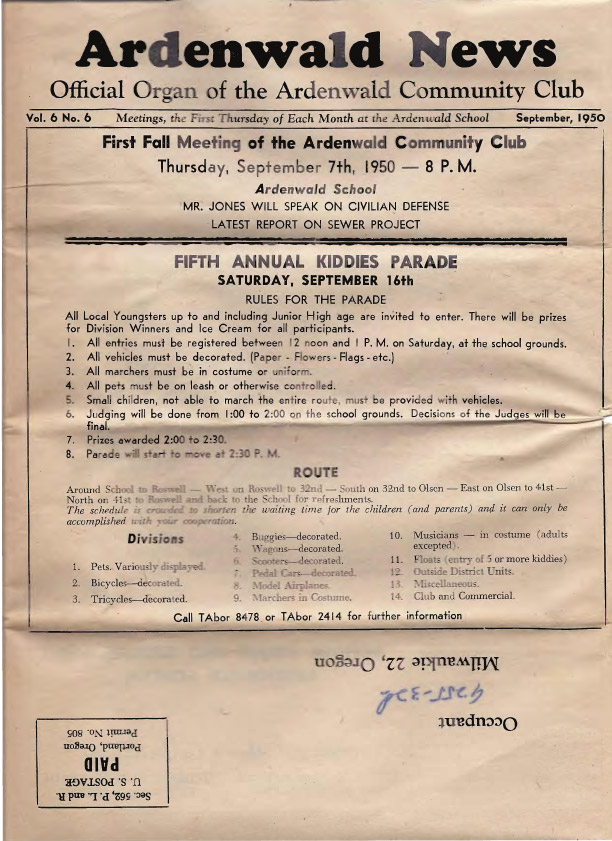 Ardenwald News
Official Organ of the Ardenwald Community Club
Vol. 6 No. 6 Meetings, the First Thursday of Each Month at the Ardenwald School September, 1950
First Fall Meeting of the Ardenwald Community Club
Thursday, September 7th, 1950 — 8 P. M.
Ardenwald School
MR. JONES WILL SPEAK ON CIVILIAN DEFENSE
LATEST REPORT ON SEWER PROJECT
FIFTH ANNUAL KIDDIES PARADE
SATURDAY, SEPTEMBER 16th
RULES FOR THE PARADE
All Local Youngsters up to and including Junior High age are invited to enter. There will be prizes
for Division Winners and Ice Cream for all participants.
1. All entries must be registered between 12 noon and 1 P. M. on Saturday, at the school grounds.
2. All vehicles must be decorated. (Paper - Flowers - Flags - etc.)
3. All marchers must be in costume or uniform.
4. All pets must be on leash or otherwise controlled.
5. Small children, not able to march the entire route, must be provided with vehicles.
6. Judging will be done from 1:00 to 2:00 on the school grounds. Decisions of the Judges will be
final.
7. Prizes awarded 2:00 to 2:30.
8. Parade will start to move at 2:30 P. M.
ROUTE
Around School to Roswell — West on Roswell to 32nd — South on 32nd to Olsen — East on Olsen to 41st —
North on 41st to Roswell and back to the School for refreshments.
The schedule is crowded to shorten the waiting time for the children (and parents) and it can only be
accomplished with your cooperation.
Divisions
1. Pets. Variously displayed.
2. Bicycles—decorated.
3. Tricycles—decorated.
4. Buggies—decorated.
5. Wagons—decorated.
6. Scooters—decorated.
7. Pedal Cars—decorated.
8. Model Airplanes.
9. Marchers in Costume.
10. Musicians — in costume (adults
excepted).
11. Floats (entry of 5 or more kiddies)
12. Outside District Units.
13. Miscellaneous.
14. Club and Commercial.
Call TAbor 8478 or TAbor 2414 for further information
Occupant
Milwaukie 22, Oregon
Sec. 562, P. L. and R.
U. S. POSTAGE
PAID
Portland, Oregon
Permit No. 805